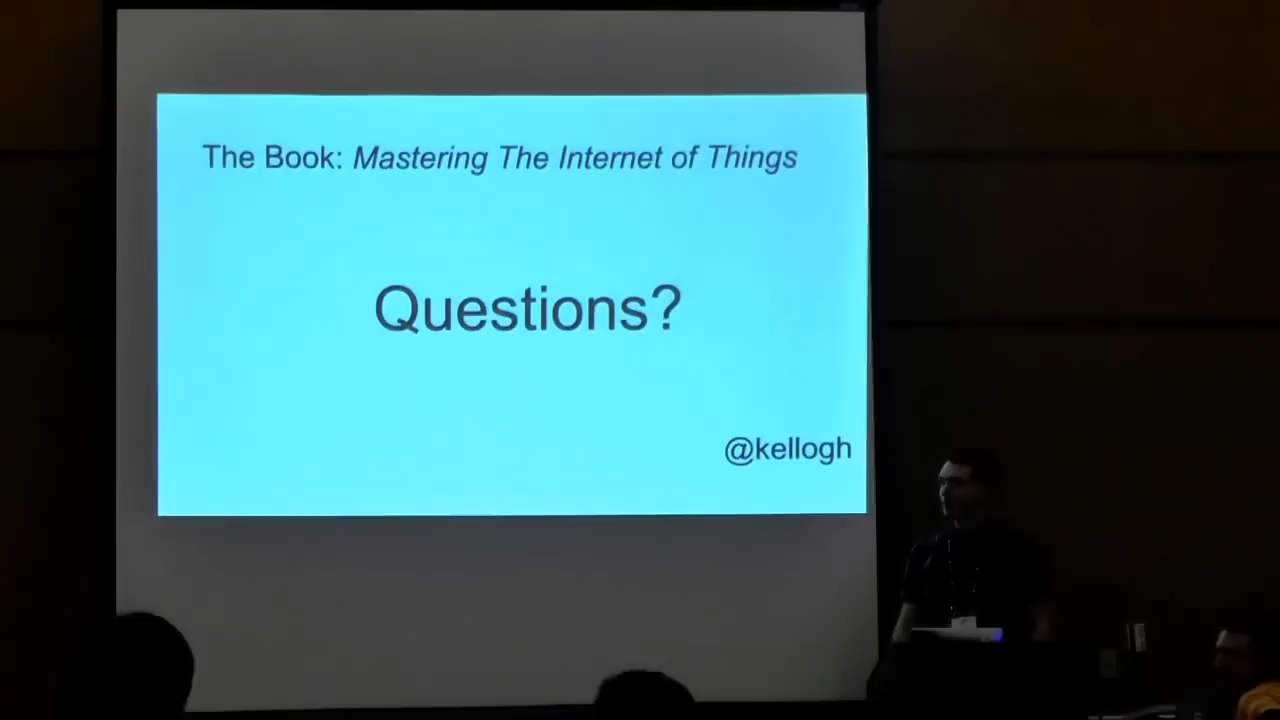 The Book: Mastering The Internet of Things
Questions?
@kellogh